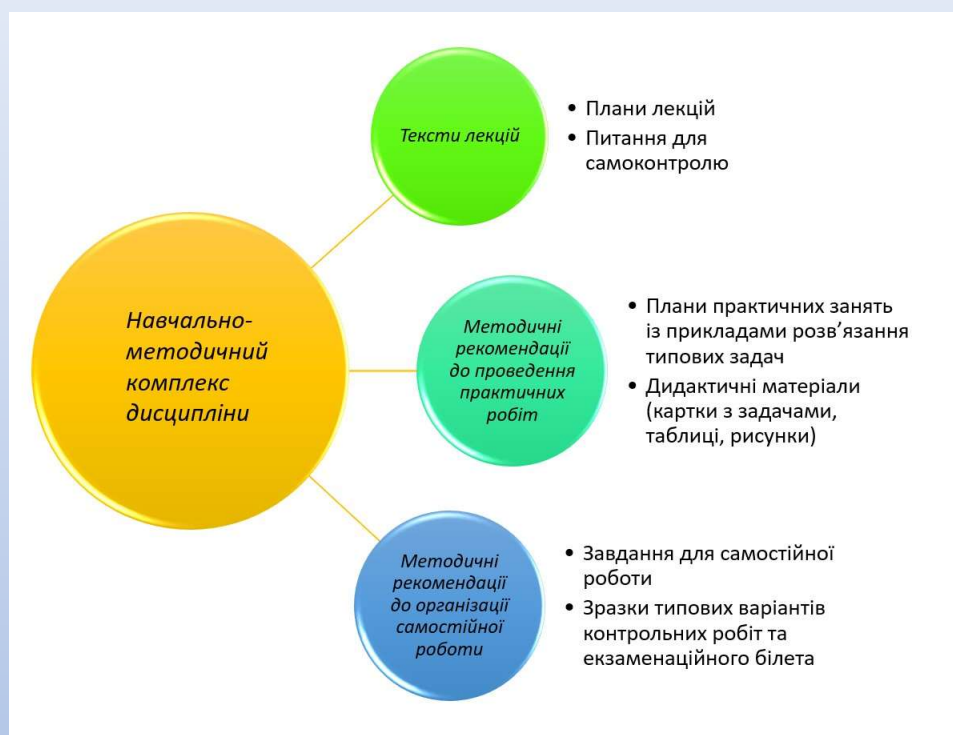 Навчально-
методичний
комплекс
дисципліни
Тексти лекцій
• Плани лекцій
• Питання для
самоконтролю
Методичні
рекомендації
до проведення
практичних
робіт
• Плани практичних занять
із прикладами розв’язання
типових задач
• Дидактичні матеріали
(картки з задачами,
таблиці, рисунки)
Методичні
рекомендації
до організації
самостійної
роботи
• Завдання для самостійної
роботи
• Зразки типових варіантів
контрольних робіт та
екзаменаційного білета